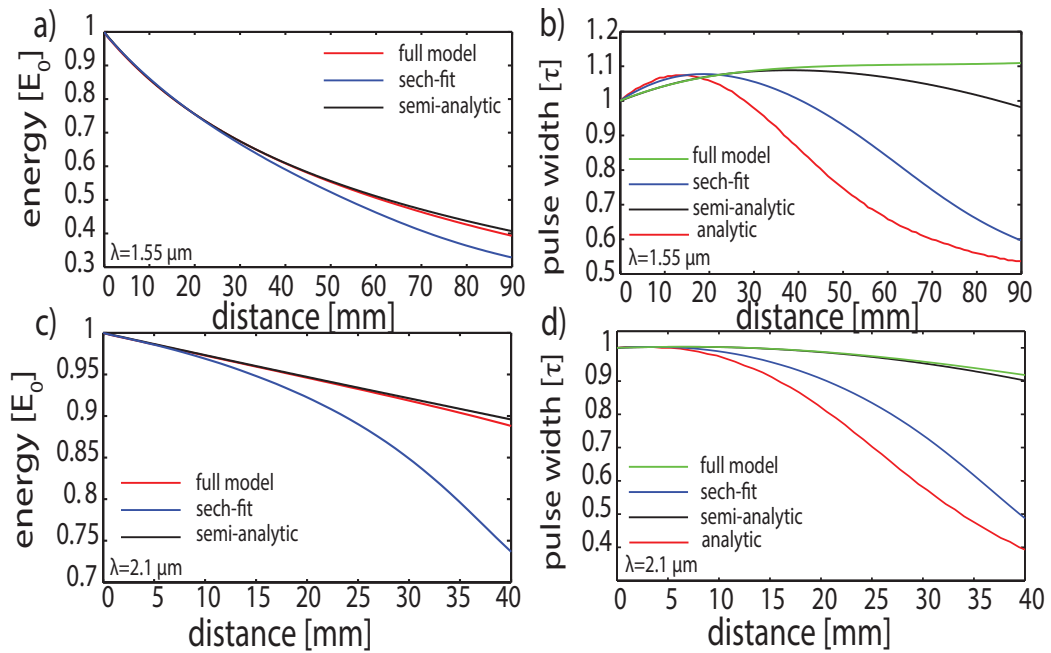 a)
energy [E₀]
1
0.9
0.8
0.7
0.6
0.5
0.4
0.3
full model
sech-fit
semi-analytic
λ=1.55 μm
0 10 20 30 40 50 60 70 80 90
distance [mm]
b)
pulse width [τ]
1.2
1.1
1
0.9
0.8
0.7
0.6
0.5
full model
sech-fit
semi-analytic
analytic
λ=1.55 μm
0 10 20 30 40 50 60 70 80 90
distance [mm]
c)
energy [E₀]
1
0.95
0.9
0.85
0.8
0.75
0.7
full model
sech-fit
semi-analytic
λ=2.1 μm
0 5 10 15 20 25 30 35 40
distance [mm]
d)
pulse width [τ]
1
0.9
0.8
0.7
0.6
0.5
0.4
full model
sech-fit
semi-analytic
analytic
λ=2.1 μm
0 5 10 15 20 25 30 35 40
distance [mm]